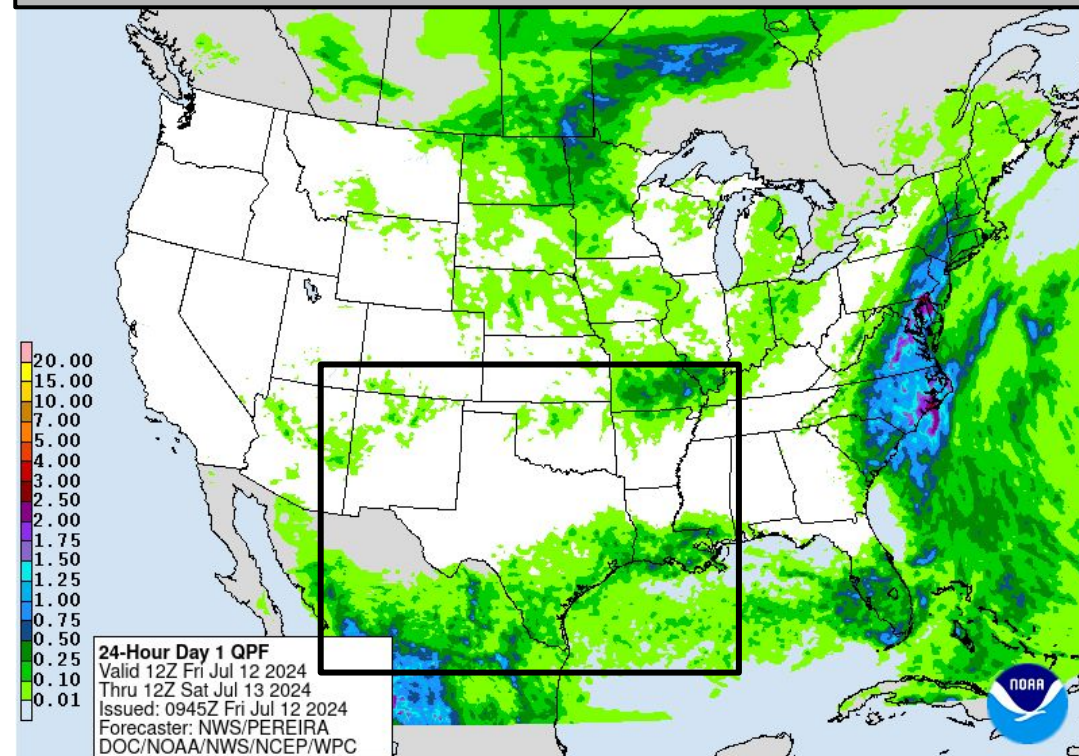 20.00
15.00
10.00
7.00
5.00
4.00
3.00
2.50
2.00
1.75
1.50
1.25
1.00
0.75
0.50
0.25
0.10
0.01
24-Hour Day 1 QPF
Valid 12Z Fri Jul 12 2024
Thru 12Z Sat Jul 13 2024
Issued: 0945Z Fri Jul 12 2024
Forecaster: NWS/PEREIRA
DOC/NOAA/NWS/NCEP/WPC
NOAA